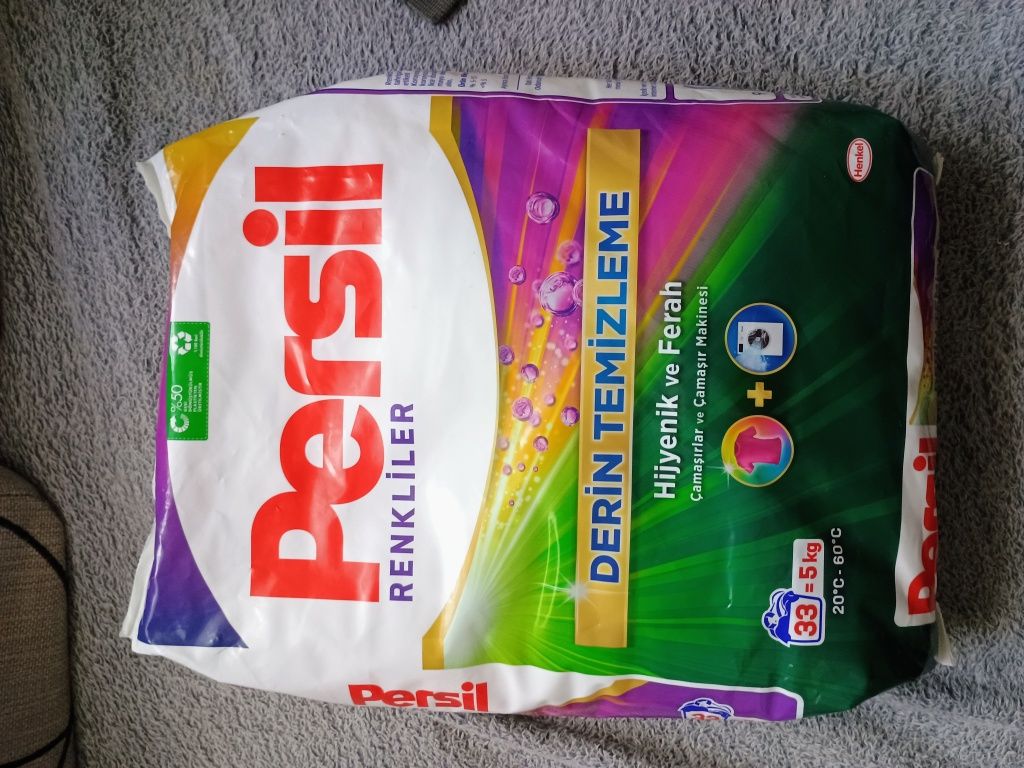 %50
Persil
RENKLİLER
DERİN TEMİZLEME
Hijyenik ve Ferah
Çamaşırlar ve Çamaşır Makinesi
33 = 5 kg
20°C - 60°C
Henkel
Persil
Persil